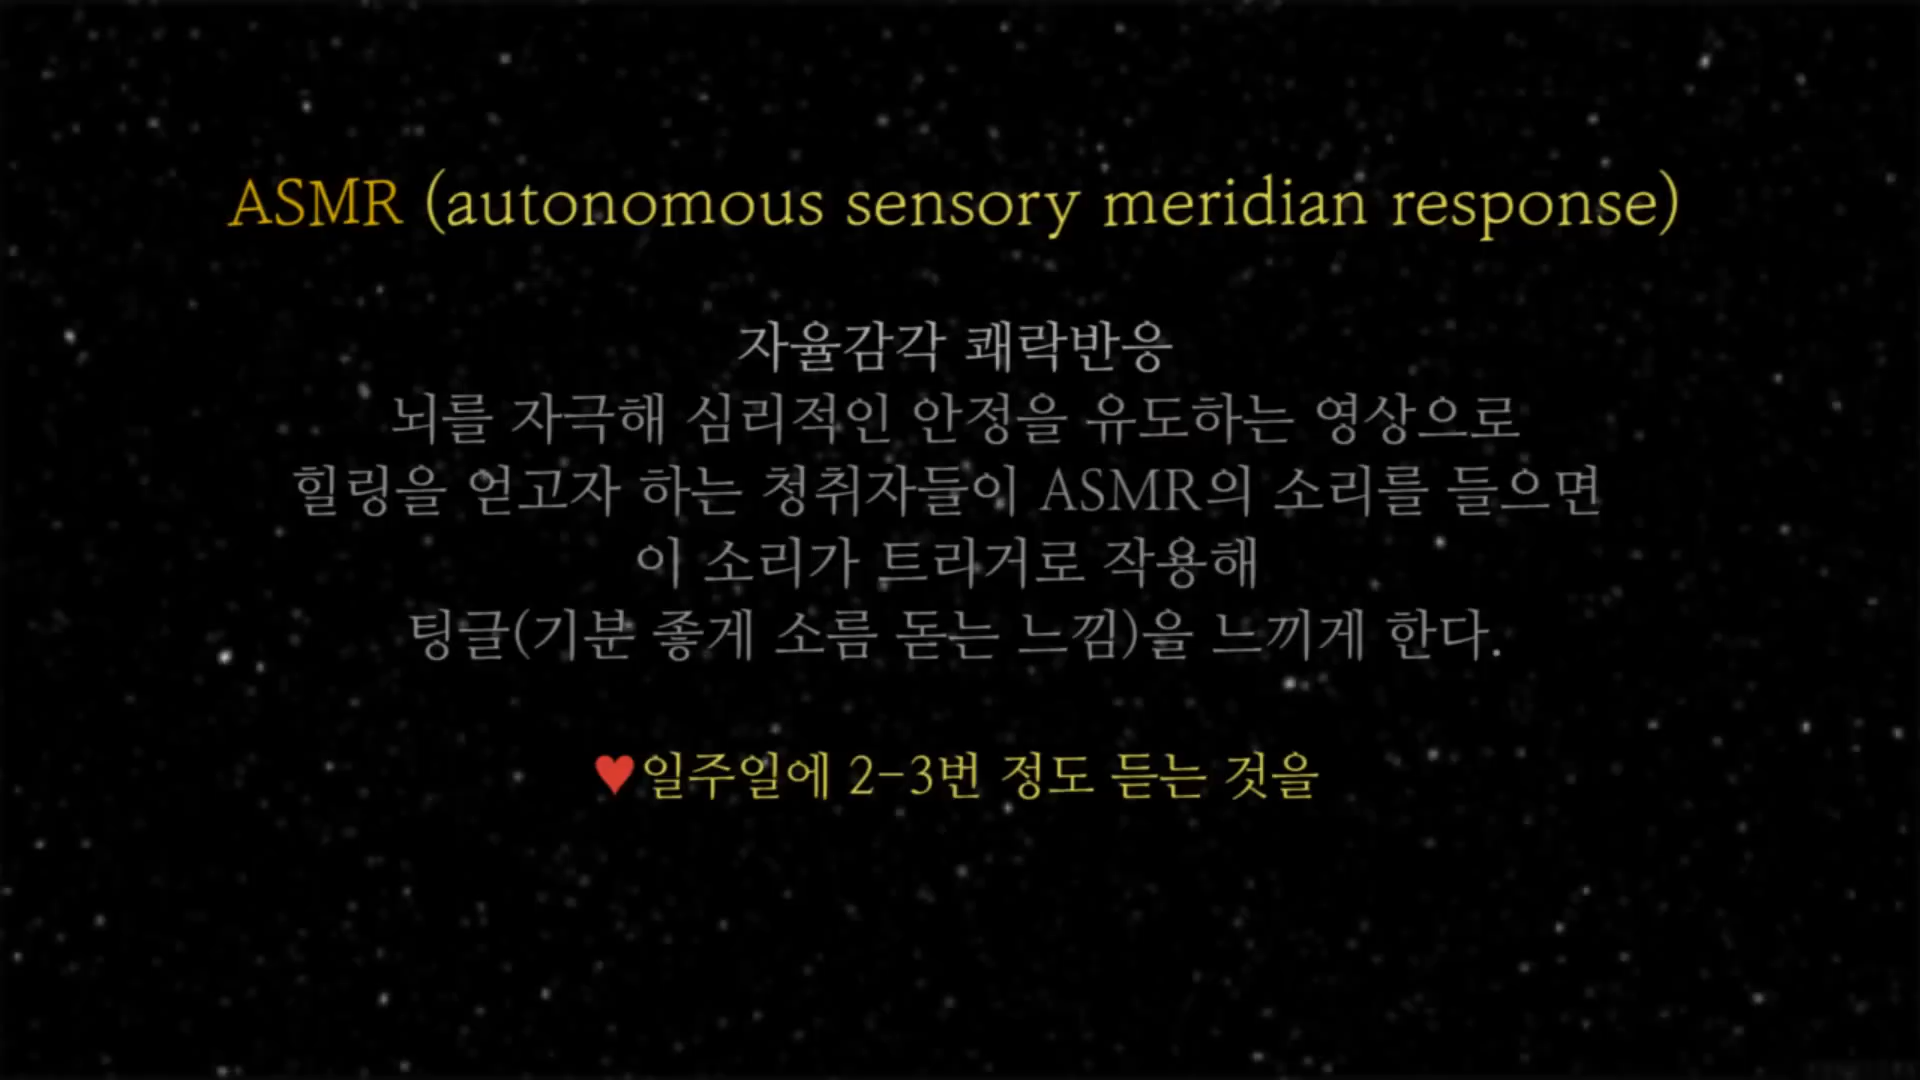 ASMR (autonomous sensory meridian response)
자율감각 쾌락반응
뇌를 자극해 심리적인 안정을 유도하는 영상으로
힐링을 얻고자 하는 청취자들이 ASMR의 소리를 들으면
이 소리가 트리거로 작용해
팅글(기분 좋게 소름 돋는 느낌)을 느끼게 한다.
♥일주일에 2-3번 정도 듣는 것을